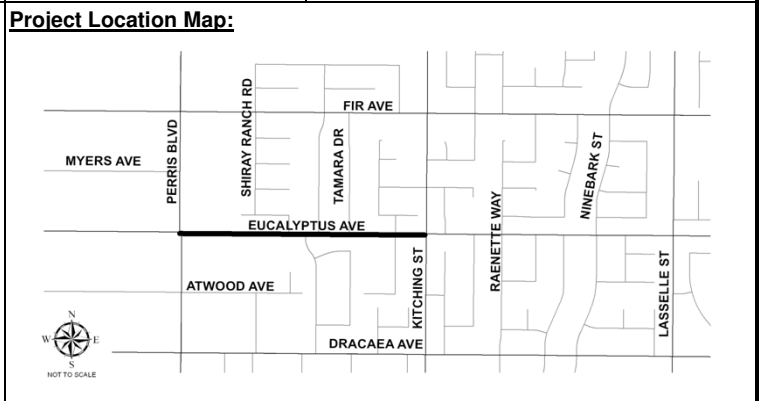 Project Location Map:
FIR AVE
MYERS AVE
PERRIS BLVD
SHIRAY RANCH RD
TAMARA DR
NINEBARK ST
EUCALYPTUS AVE
RAENETTE WAY
KITCHING ST
LASSELLE ST
ATWOOD AVE
DRACAEA AVE
N
W
E
S
NOT TO SCALE